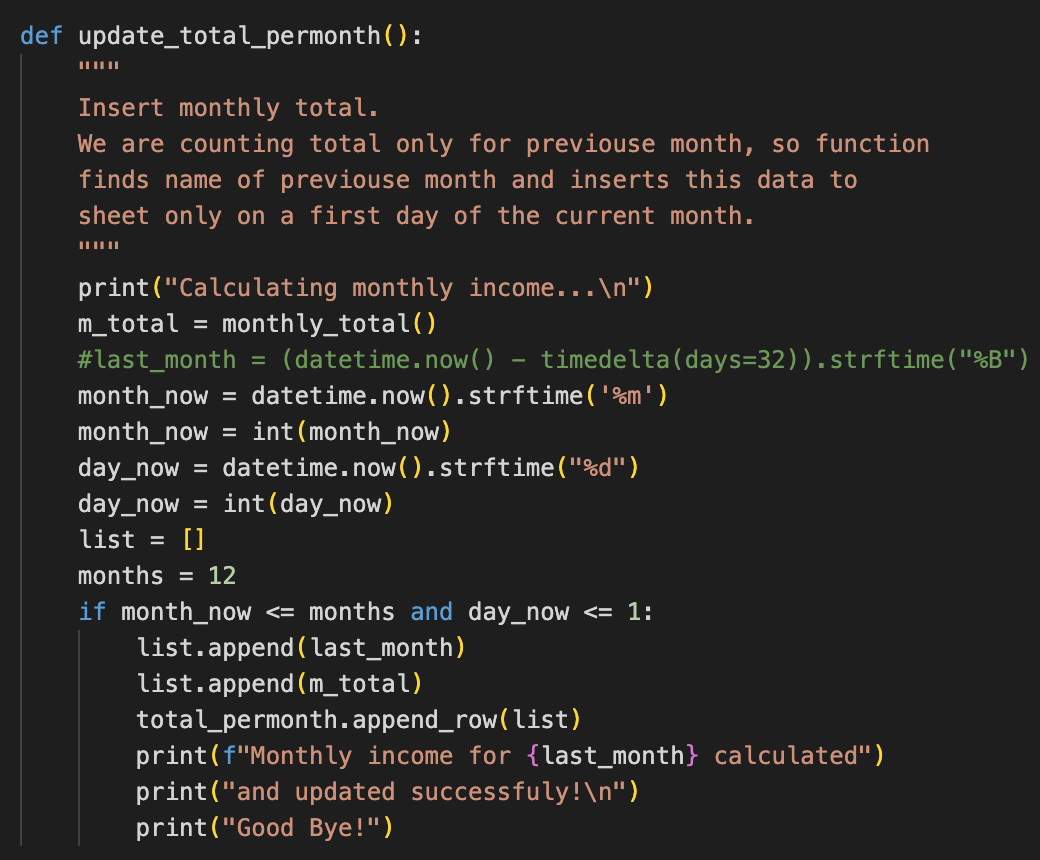 def update_total_permonth():
    """
    Insert monthly total.
    We are counting total only for previouse month, so function
    finds name of previouse month and inserts this data to
    sheet only on a first day of the current month.
    """
    print("Calculating monthly income...\n")
    m_total = monthly_total()
    #last_month = (datetime.now() - timedelta(days=32)).strftime("%B")
    month_now = datetime.now().strftime('%m')
    month_now = int(month_now)
    day_now = datetime.now().strftime("%d")
    day_now = int(day_now)
    list = []
    months = 12
    if month_now <= months and day_now <= 1:
        list.append(last_month)
        list.append(m_total)
        total_permonth.append_row(list)
        print(f"Monthly income for {last_month} calculated")
        print("and updated successfuly!\n")
        print("Good Bye!")